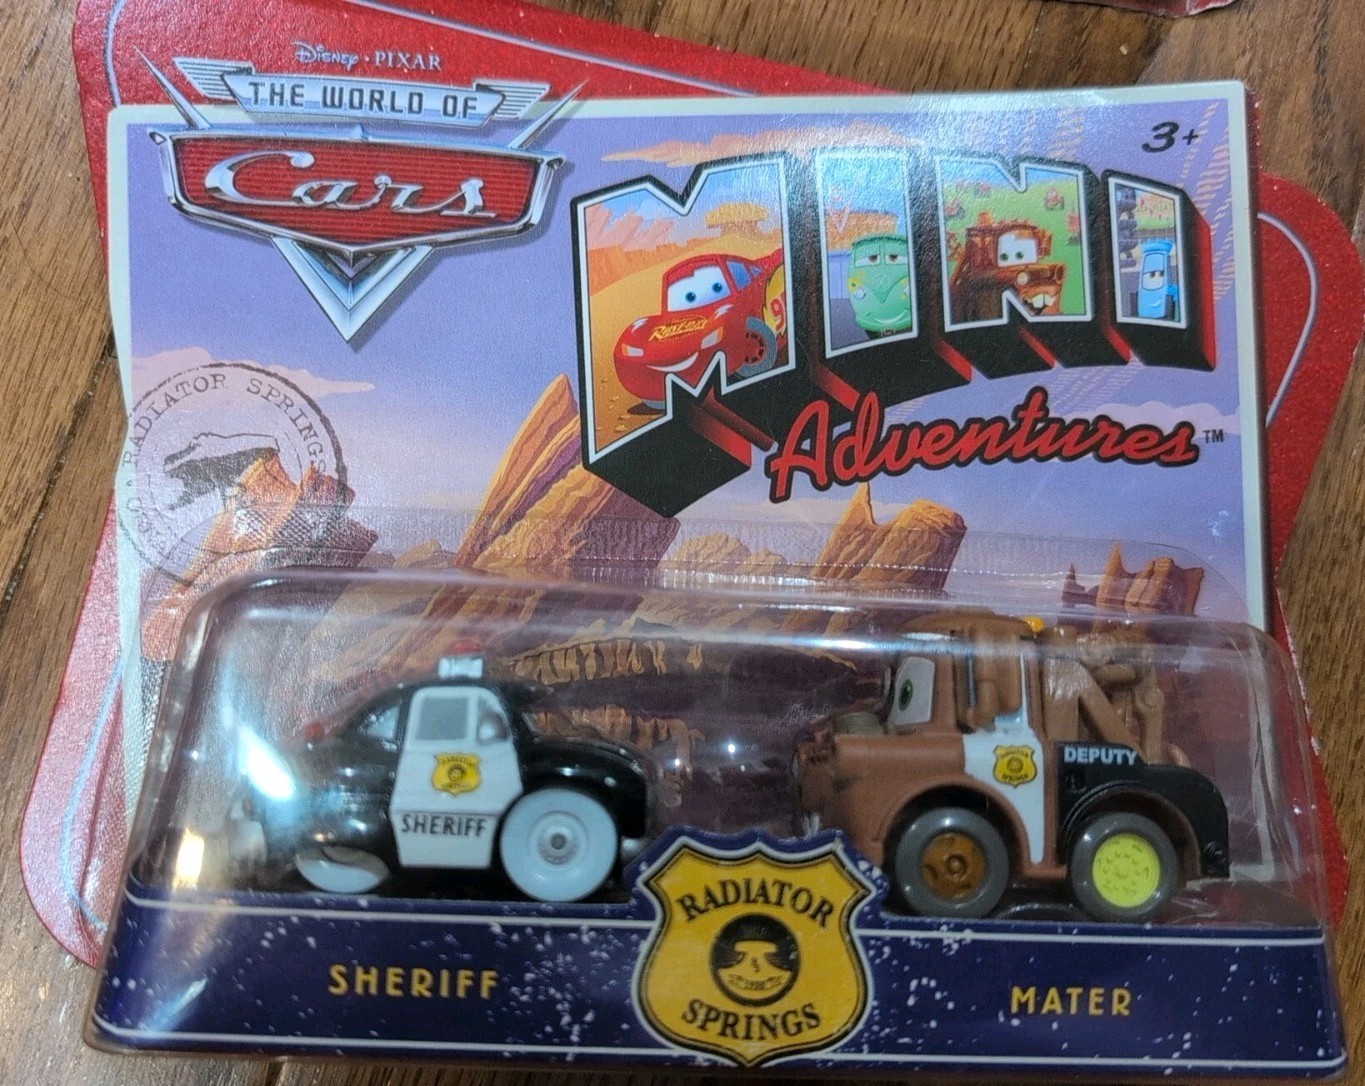 Disney · PIXAR
THE WORLD OF
Cars
3+
MINI
Adventures™
RADIATOR SPRINGS
SHERIFF
DEPUTY
RADIATOR
SPRINGS
SHERIFF
MATER